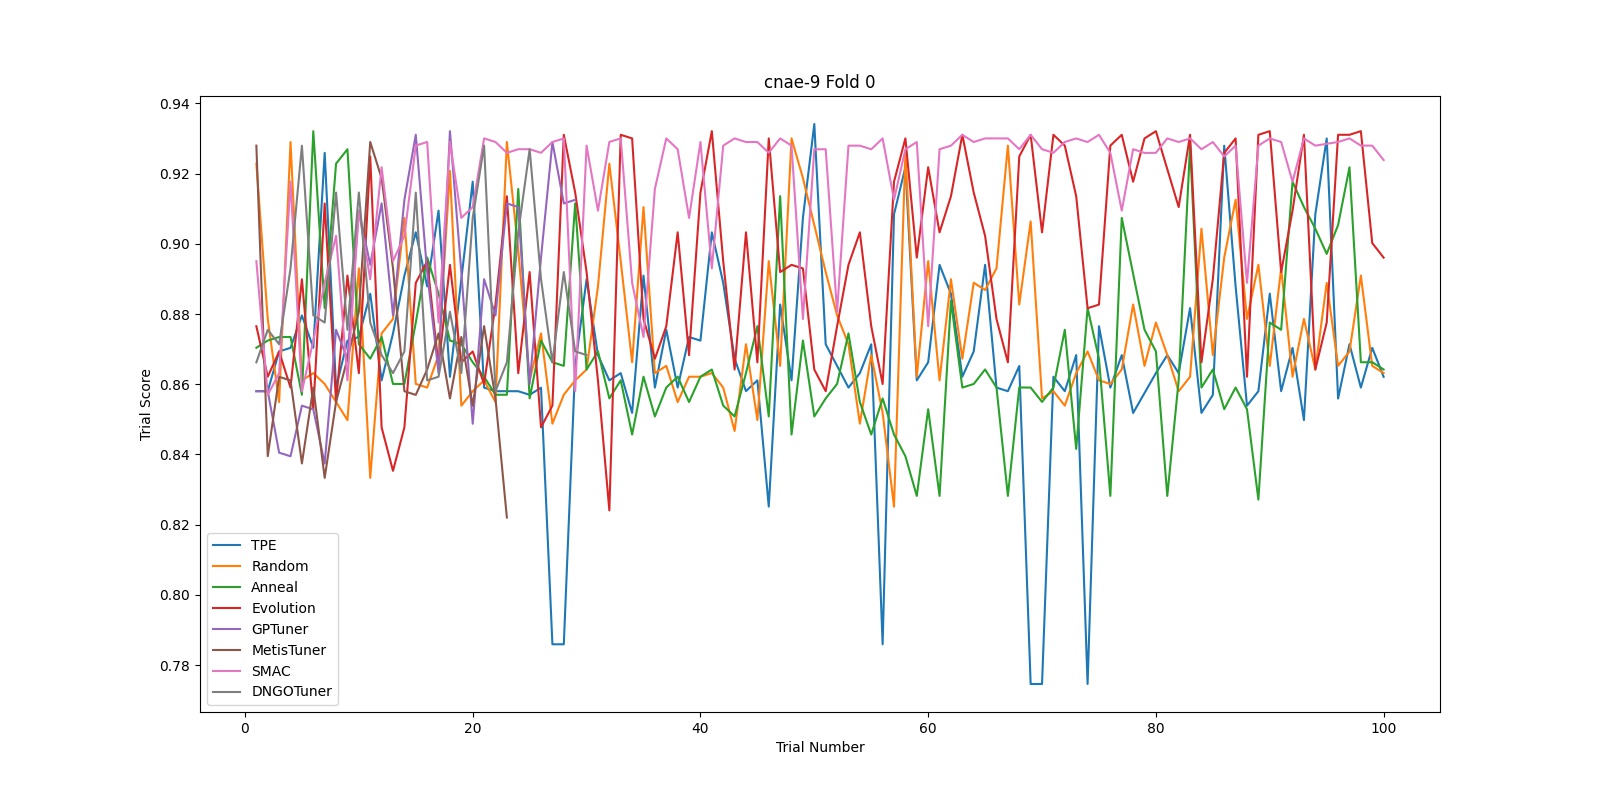 cnae-9 Fold 0
Trial Score
0.94
0.92
0.90
0.88
0.86
0.84
0.82
0.80
0.78
TPE
Random
Anneal
Evolution
GPTuner
MetisTuner
SMAC
DNGOTuner
0 20 40 60 80 100
Trial Number